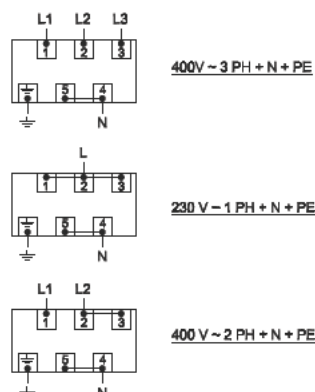 L1 L2 L3
1 2 3
400V ~ 3 PH + N + PE
5 4
N
L
1 2 3
230 V ~ 1 PH + N + PE
5 4
N
L1 L2
1 2 3
400 V ~ 2 PH + N + PE
5 4
N